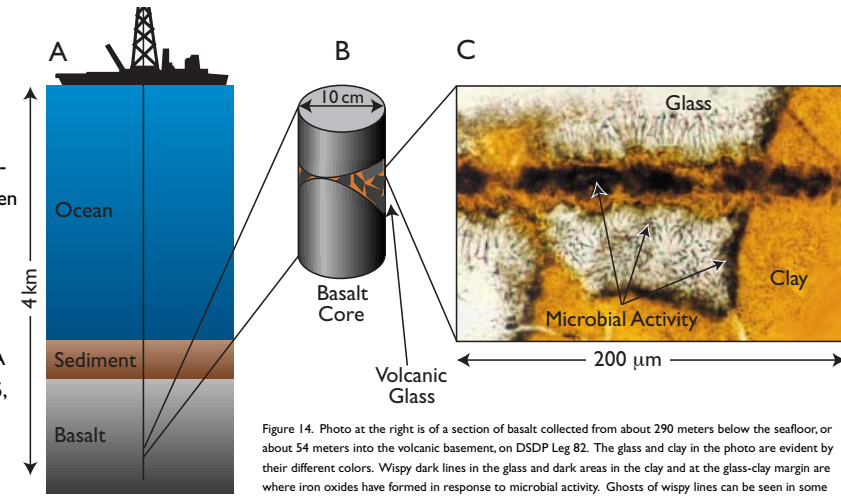 A
B
C
10 cm
Glass
Ocean
4 km
Clay
Basalt
Core
Microbial Activity
Sediment
200 µm
Volcanic
Glass
Basalt
Figure 14. Photo at the right is of a section of basalt collected from about 290 meters below the seafloor, or
about 54 meters into the volcanic basement, on DSDP Leg 82. The glass and clay in the photo are evident by
their different colors. Wispy dark lines in the glass and dark areas in the clay and at the glass-clay margin are
where iron oxides have formed in response to microbial activity. Ghosts of wispy lines can be seen in some
-
en
A